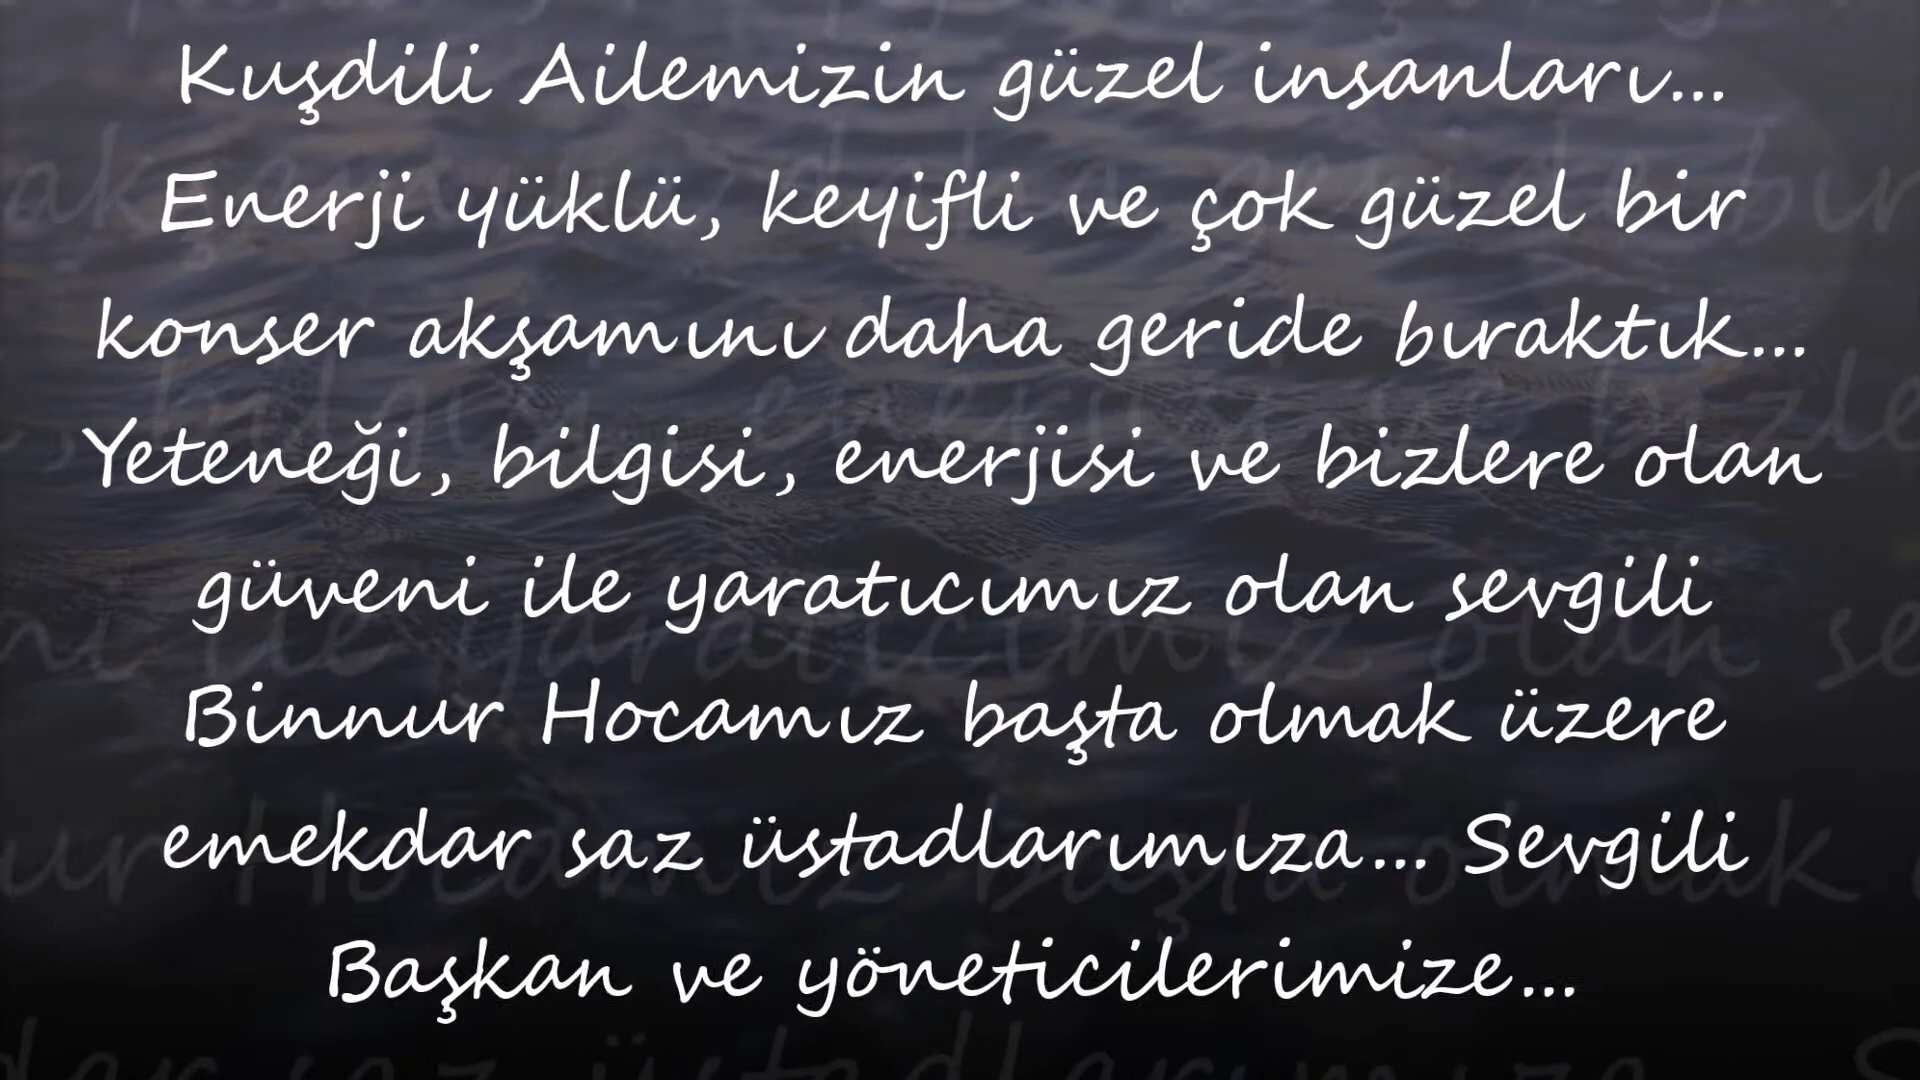 Kuşdili Ailemizin güzel insanları...
Enerji yüklü, keyifli ve çok güzel bir
konser akşamını daha geride bıraktık...
Yeteneği, bilgisi, enerjisi ve bizlere olan
güveni ile yaratıcımız olan sevgili
Binnur Hocamız başta olmak üzere
emekdar saz üstadlarımıza... Sevgili
Başkan ve yöneticilerimize...